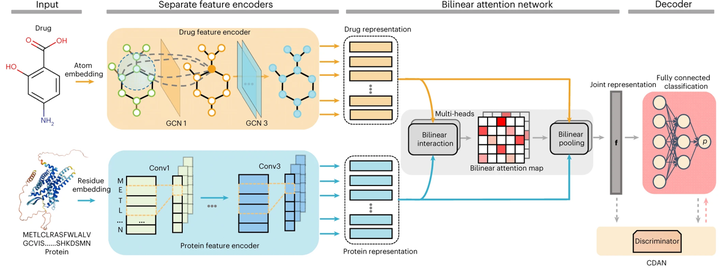 Input
Separate feature encoders
Bilinear attention network
Decoder
Drug
OH
O
HO
NH₂
Atom
embedding
Drug feature encoder
GCN 1
GCN 3
...
Drug representation
Multi-heads
Bilinear
interaction
Bilinear attention map
Bilinear
pooling
Joint representation
f
Fully connected
classification
p
Discriminator
CDAN
Residue
embedding
Conv1
Conv3
M
E
T
L
...
N
...
Protein feature encoder
Protein representation
METLCLRASFWLALV
GCVIS......SHKDSMN
Protein